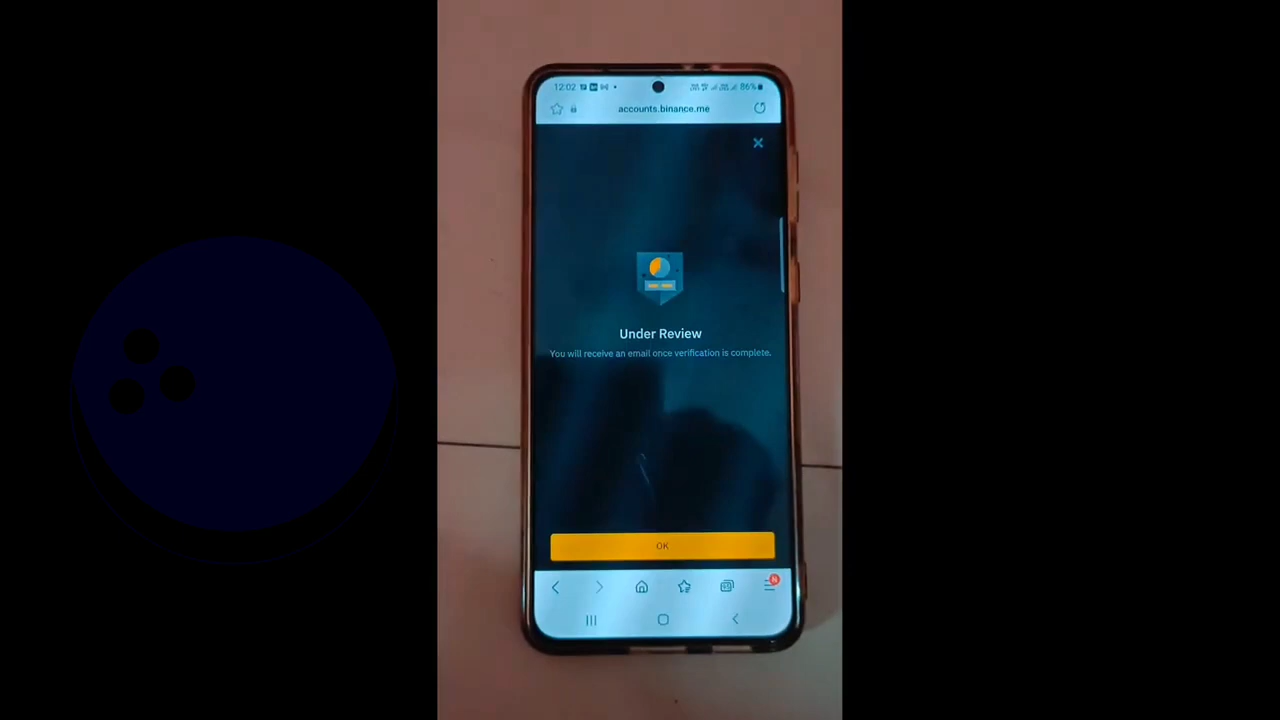 12:02 86%
accounts.binance.me
Under Review
You will receive an email once verification is complete.
OK
N